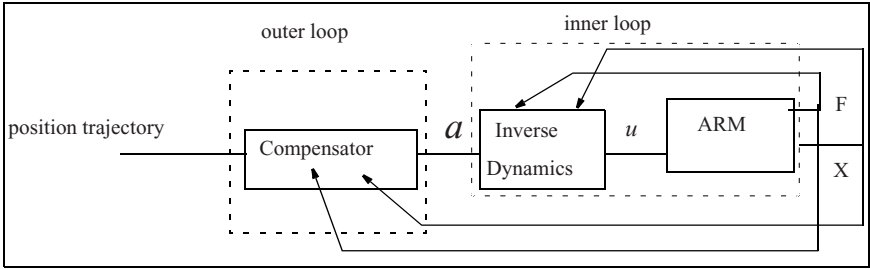 outer loop
inner loop
position trajectory
Compensator
a
Inverse
Dynamics
u
ARM
F
X